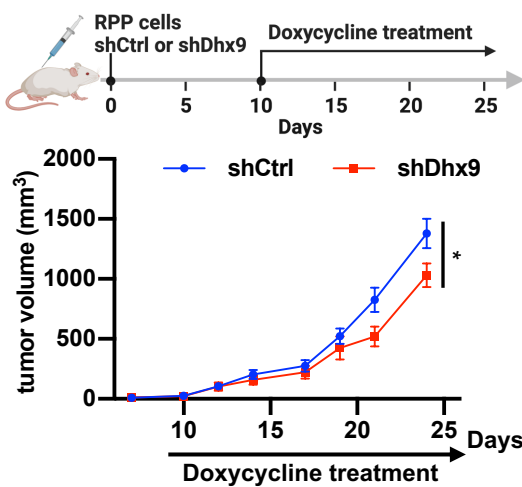 RPP cells
shCtrl or shDhx9
Doxycycline treatment
0 5 10 15 20 25
Days
shCtrl shDhx9
tumor volume (mm³)
2000
1500
1000
500
0
*
10 15 20 25
Days
Doxycycline treatment